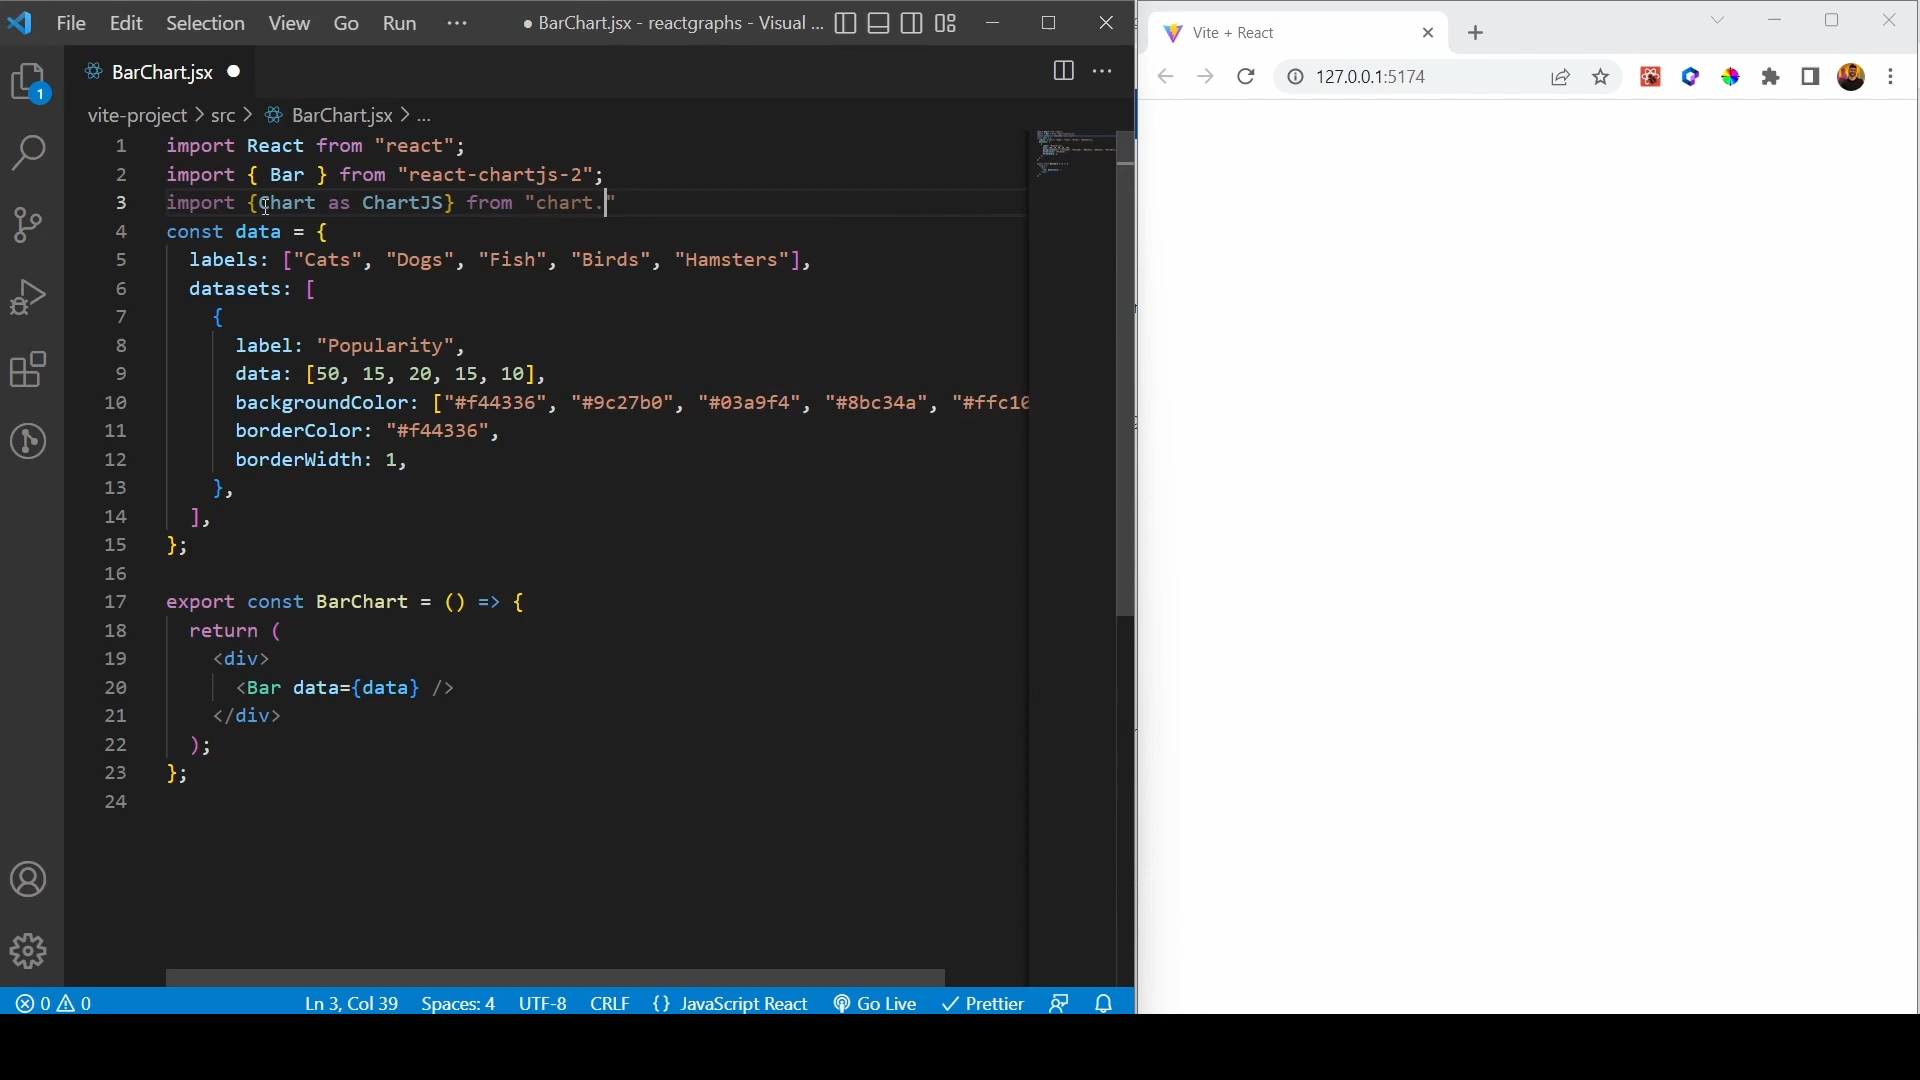 File Edit Selection View Go Run ··· ● BarChart.jsx - reactgraphs - Visual ...
Vite + React
BarChart.jsx
127.0.0.1:5174
1
vite-project > src > BarChart.jsx > ...
1 import React from "react";
2 import { Bar } from "react-chartjs-2";
3 import {Chart as ChartJS} from "chart."
4 const data = {
5 labels: ["Cats", "Dogs", "Fish", "Birds", "Hamsters"],
6 datasets: [
7 {
8 label: "Popularity",
9 data: [50, 15, 20, 15, 10],
10 backgroundColor: ["#f44336", "#9c27b0", "#03a9f4", "#8bc34a", "#ffc10
11 borderColor: "#f44336",
12 borderWidth: 1,
13 },
14 ],
15 };
16
17 export const BarChart = () => {
18 return (
19 <div>
20 <Bar data={data} />
21 </div>
22 );
23 };
24
0 0 Ln 3, Col 39 Spaces: 4 UTF-8 CRLF {} JavaScript React Go Live Prettier